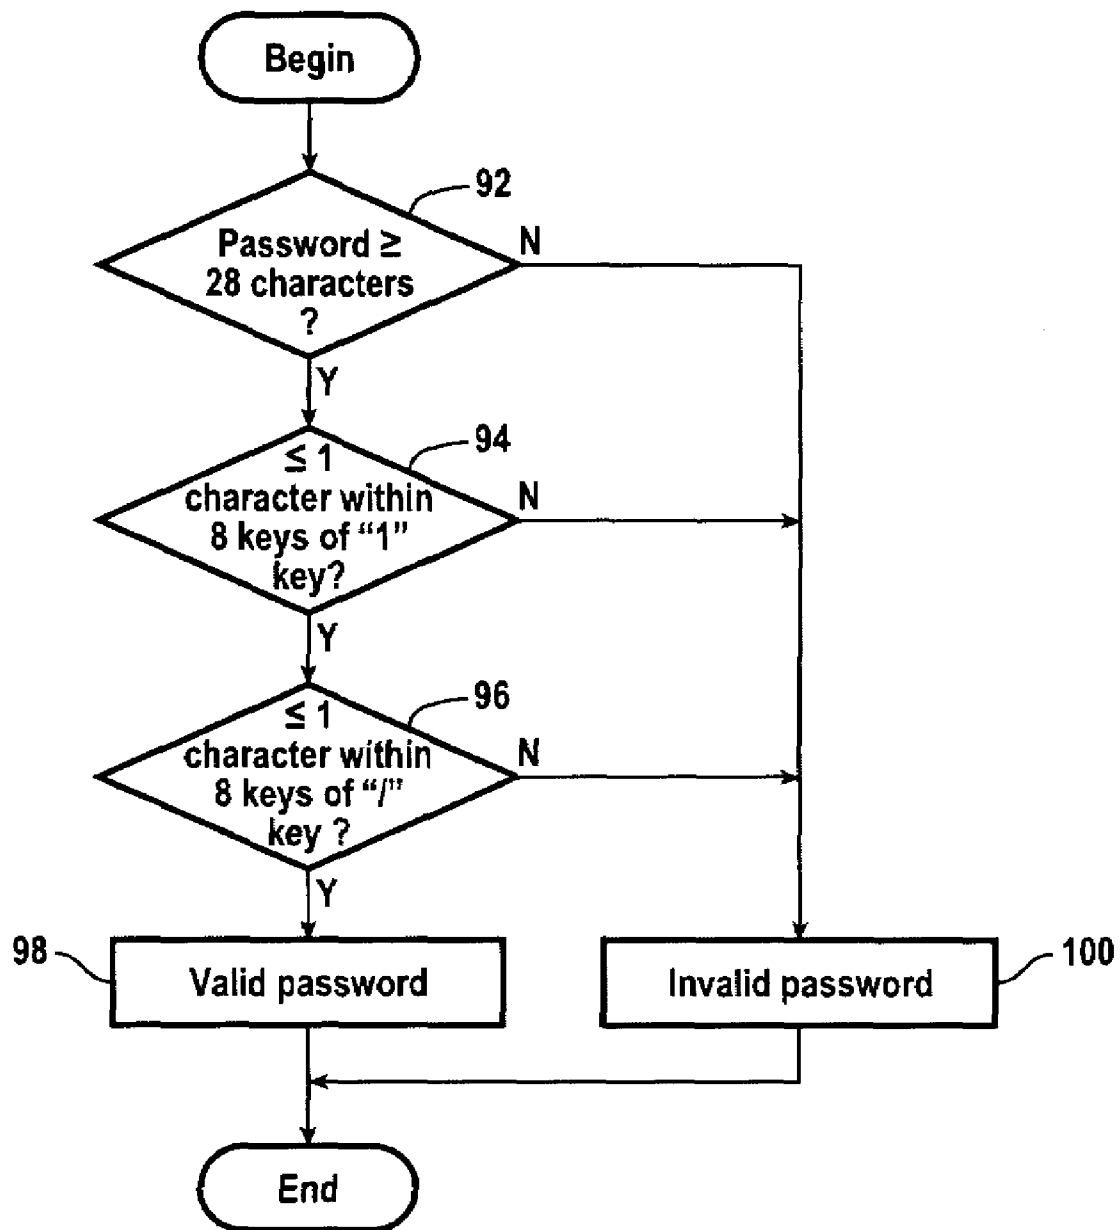 Begin
92
Password ≥
28 characters
?
N
Y
94
≤ 1
character within
8 keys of “1”
key?
N
Y
96
≤ 1
character within
8 keys of “/”
key ?
N
Y
98
Valid password
Invalid password
100
End